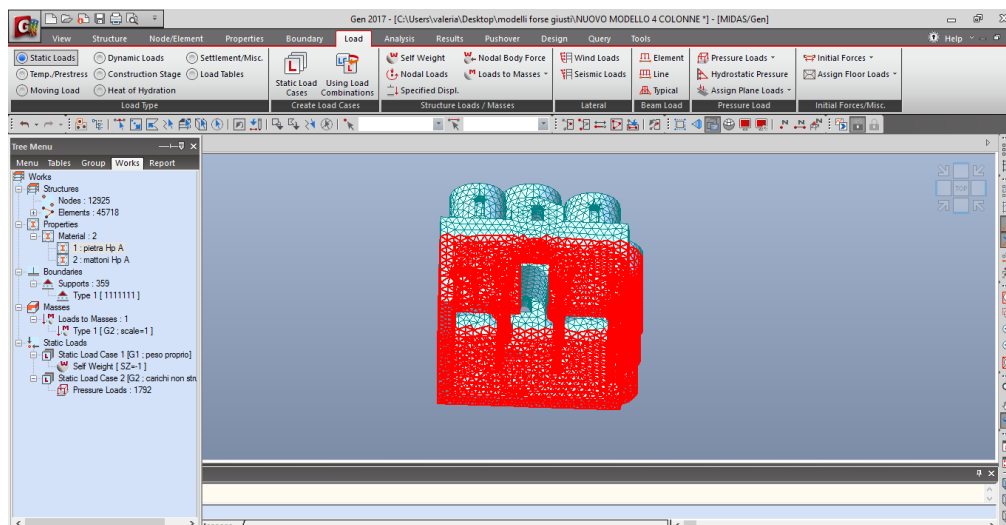 Gen 2017 - [C:\Users\valeria\Desktop\modelli forse giusti\NUOVO MODELLO 4 COLONNE *] - [MIDAS/Gen]
View Structure Node/Element Properties Boundary Load Analysis Results Pushover Design Query Tools Help
Static Loads Dynamic Loads Settlement/Misc. Self Weight Nodal Body Force Wind Loads Element Pressure Loads Initial Forces
Temp./Prestress Construction Stage Load Tables Nodal Loads Loads to Masses Seismic Loads Line Hydrostatic Pressure Assign Floor Loads
Moving Load Heat of Hydration Static Load Cases Using Load Combinations Specified Displ. Typical Assign Plane Loads
Load Type Create Load Cases Structure Loads / Masses Lateral Beam Load Pressure Load Initial Forces/Misc.
Tree Menu
Menu Tables Group Works Report
Works
Structures
Nodes : 12925
Elements : 45718
Properties
Material : 2
1 : pietra Hp A
2 : mattoni Hp A
Boundaries
Supports : 359
Type 1 [ 1111111 ]
Masses
Loads to Masses : 1
Type 1 [ G2 ; scale=1 ]
Static Loads
Static Load Case 1 [G1 ; peso proprio]
Self Weight [ SZ=-1 ]
Static Load Case 2 [G2 ; carichi non stru
Pressure Loads : 1792
TOP